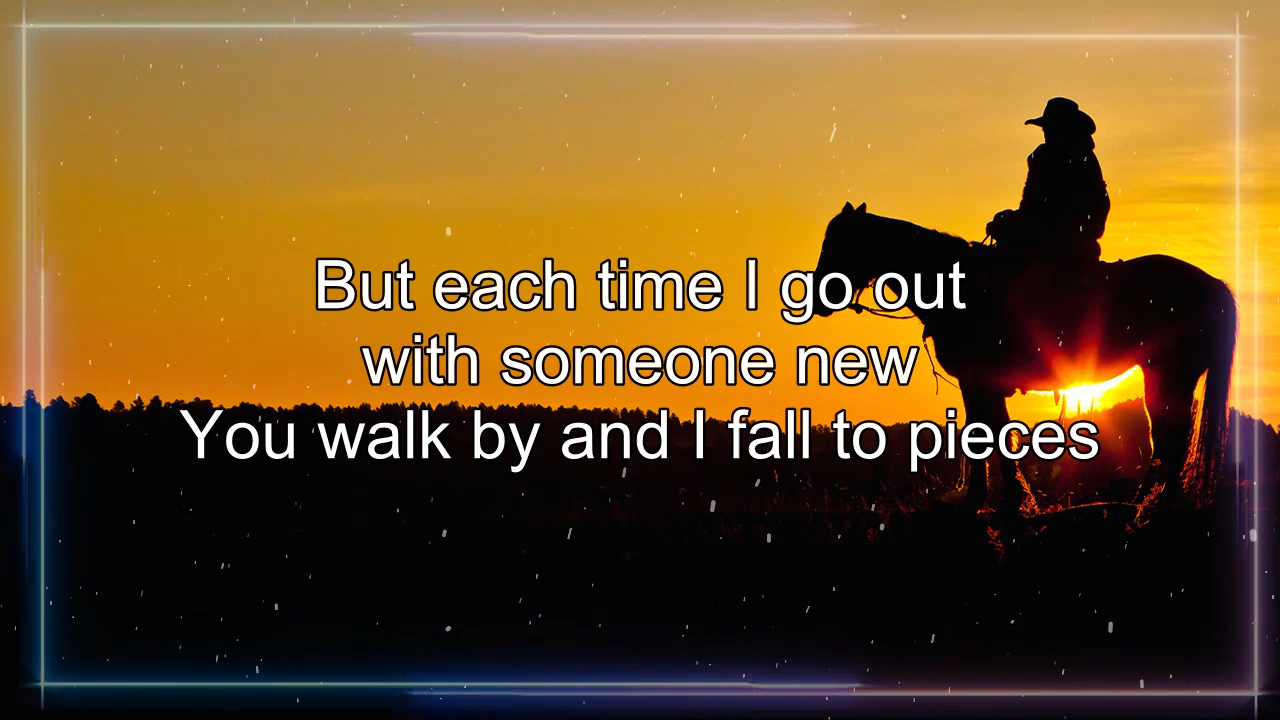 But each time I go out
with someone new
You walk by and I fall to pieces